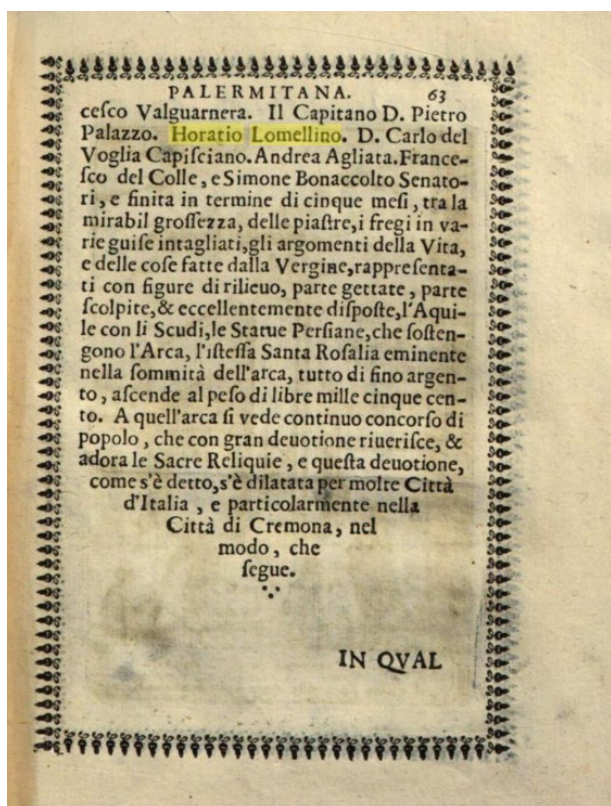 PALERMITANA. 63
ceſco Valguarnera. Il Capitano D. Pietro
Palazzo. Horatio Lomellino. D. Carlo del
Voglia Capiſciano. Andrea Agliata. France-
ſco del Colle, e Simone Bonaccolto Senato-
ri, e finita in termine di cinque meſi, tra la
mirabil groſſezza, delle piaſtre, i fregi in va-
rie guiſe intagliati, gli argomenti della Vita,
e delle coſe fatte dalla Vergine, rappreſenta-
ti con figure di rilieuo, parte gettate, parte
ſcolpite, & eccellentemente diſpoſte, l'Aqui-
le con li Scudi, le Statue Perſiane, che ſoſten-
gono l'Arca, l'iſteſſa Santa Roſalia eminente
nella ſommità dell'arca, tutto di fino argen-
to, aſcende al peſo di libre mille cinque cen-
to. A quell'arca ſi vede continuo concorſo di
popolo, che con gran deuotione riueriſce, &
adora le Sacre Reliquie, e queſta deuotione,
come s'è detto, s'è dilatata per molte Città
d'Italia, e particolarmente nella
Città di Cremona, nel
modo, che
ſegue.
IN QVAL